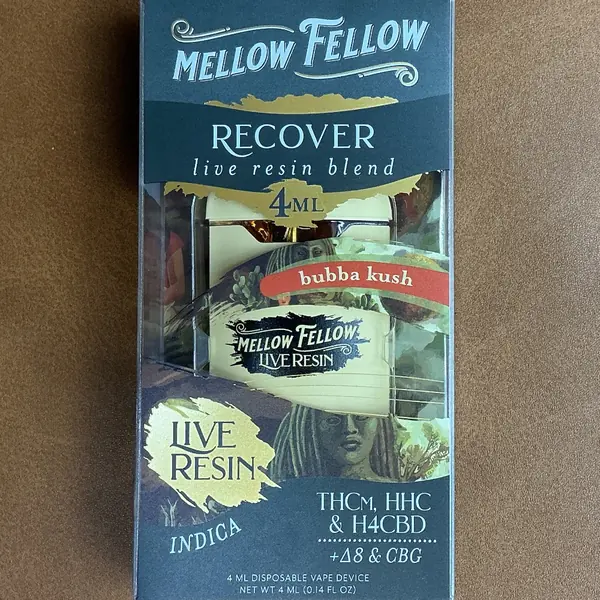 MELLOW FELLOW
RECOVER
live resin blend
4ML
bubba kush
MELLOW FELLOW
LIVE RESIN
LIVE
RESIN
INDICA
THCM, HHC
& H4CBD
+Δ8 & CBG
4 ML DISPOSABLE VAPE DEVICE
NET WT 4 ML (0.14 FL OZ)